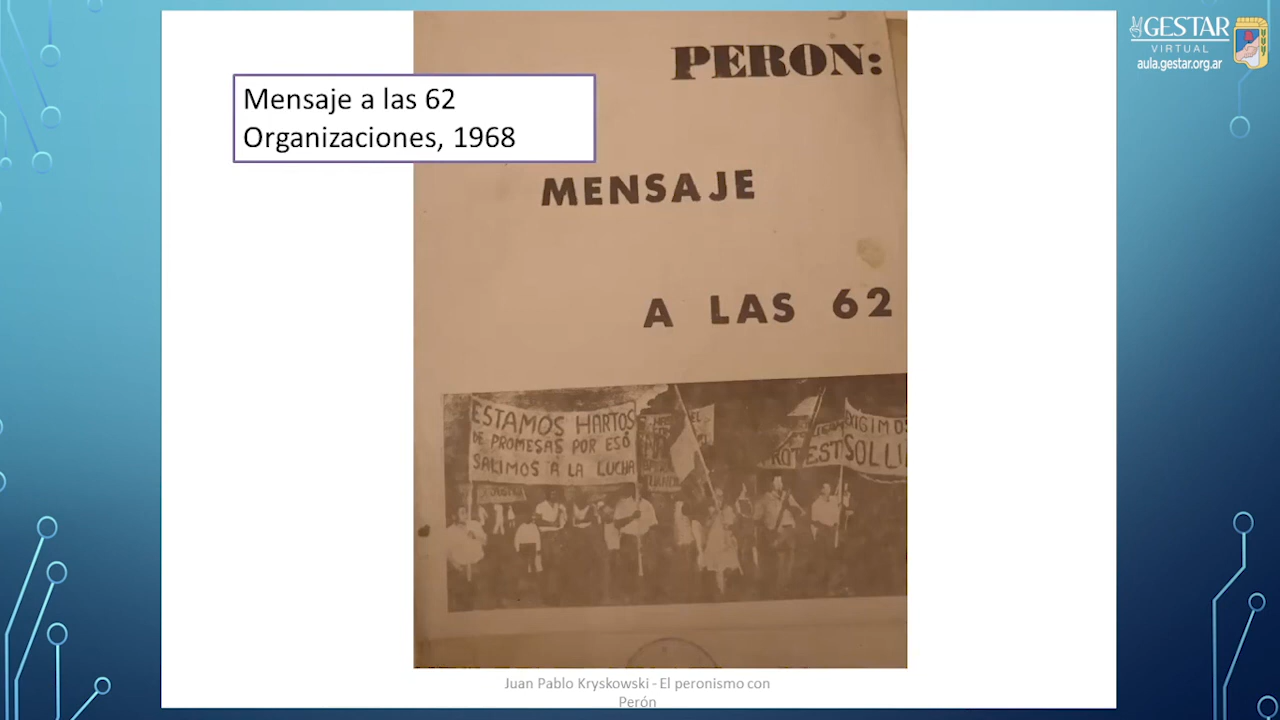 GESTAR
VIRTUAL
aula.gestar.org.ar
Mensaje a las 62
Organizaciones, 1968
PERON:
MENSAJE
A LAS 62
ESTAMOS HARTOS
DE PROMESAS POR ESO
SALIMOS A LA LUCHA
EXIGIMOS
Juan Pablo Kryskowski - El peronismo con
Perón